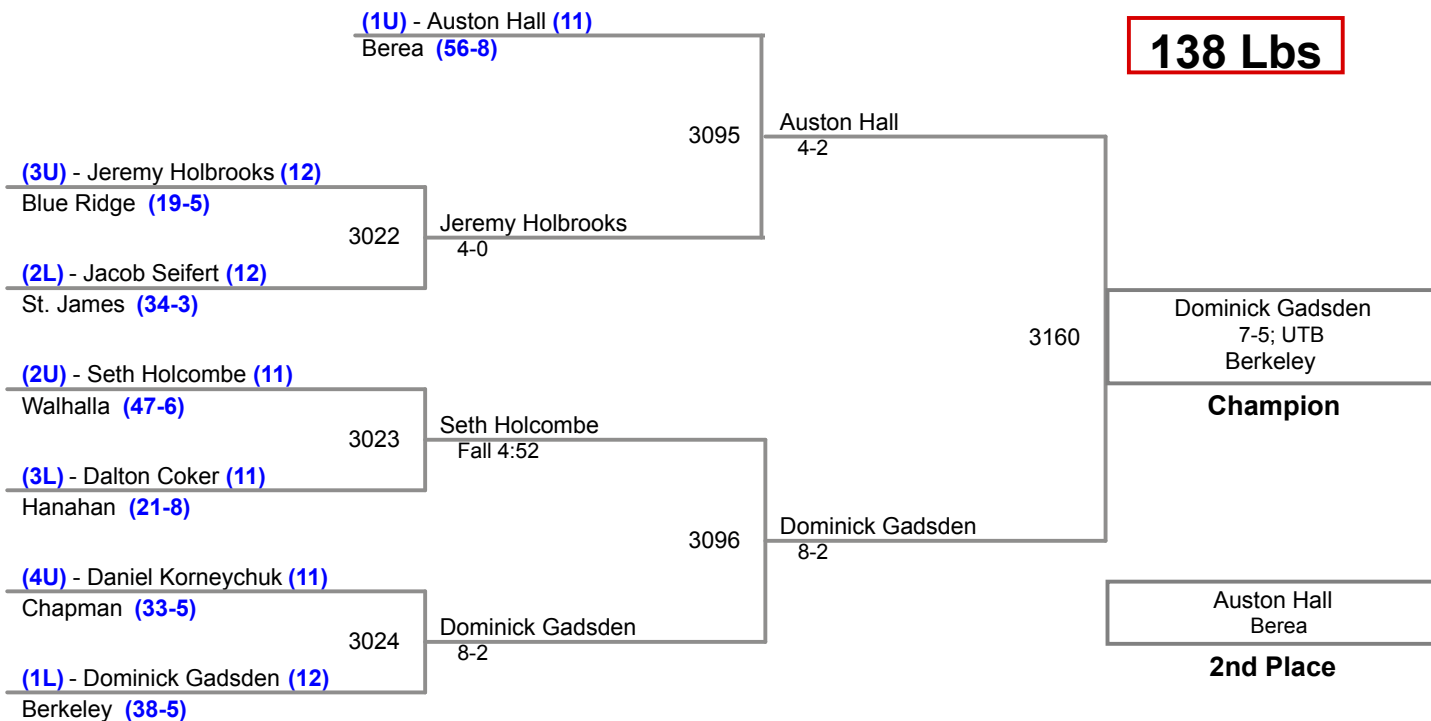 (1U) - Auston Hall (11)
Berea (56-8)
138 Lbs
3095
Auston Hall
4-2
(3U) - Jeremy Holbrooks (12)
Blue Ridge (19-5)
3022
Jeremy Holbrooks
4-0
(2L) - Jacob Seifert (12)
St. James (34-3)
3160
Dominick Gadsden
7-5; UTB
Berkeley
Champion
(2U) - Seth Holcombe (11)
Walhalla (47-6)
3023
Seth Holcombe
Fall 4:52
(3L) - Dalton Coker (11)
Hanahan (21-8)
3096
Dominick Gadsden
8-2
(4U) - Daniel Korneychuk (11)
Chapman (33-5)
3024
Dominick Gadsden
8-2
(1L) - Dominick Gadsden (12)
Berkeley (38-5)
Auston Hall
Berea
2nd Place